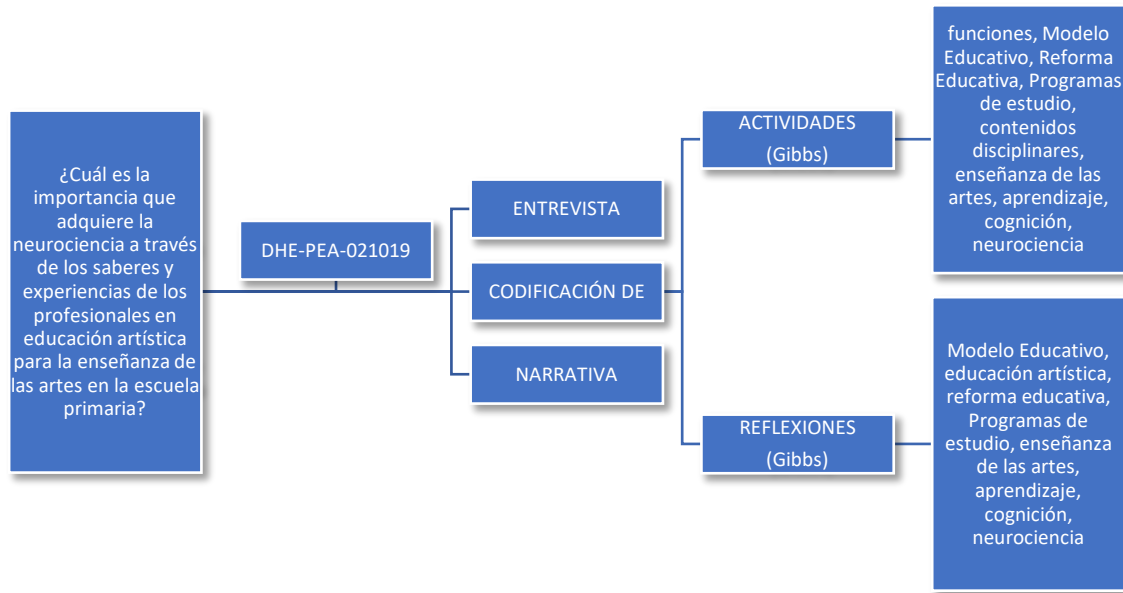 ¿Cuál es la
importancia que
adquiere la
neurociencia a través
de los saberes y
experiencias de los
profesionales en
educación artística
para la enseñanza de
las artes en la escuela
primaria?
DHE-PEA-021019
ENTREVISTA
CODIFICACIÓN DE
NARRATIVA
ACTIVIDADES
(Gibbs)
funciones, Modelo
Educativo, Reforma
Educativa, Programas
de estudio,
contenidos
disciplinares,
enseñanza de las
artes, aprendizaje,
cognición,
neurociencia
REFLEXIONES
(Gibbs)
Modelo Educativo,
educación artística,
reforma educativa,
Programas de
estudio, enseñanza
de las artes,
aprendizaje,
cognición,
neurociencia